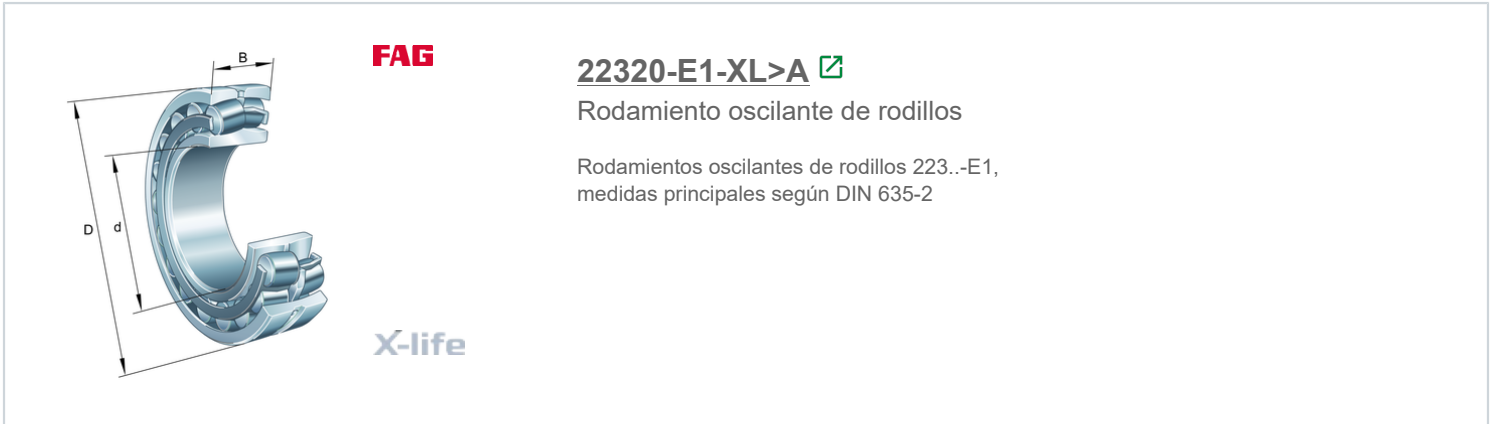 FAG
B
D
d
X-life
22320-E1-XL>A
Rodamiento oscilante de rodillos
Rodamientos oscilantes de rodillos 223..-E1,
medidas principales según DIN 635-2